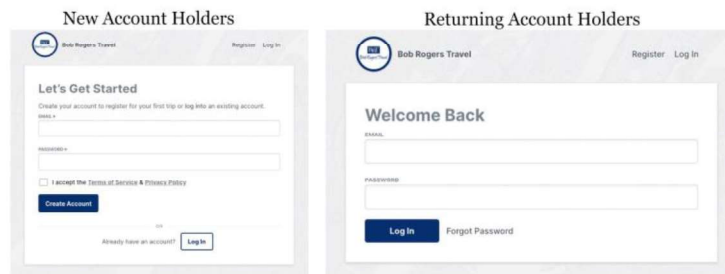 New Account Holders
Bob Rogers Travel
Register Log In
Let's Get Started
Create your account to register for your first trip or log into an existing account.
EMAIL *
PASSWORD *
I accept the Terms of Service & Privacy Policy
Create Account
OR
Already have an account? Log In
Returning Account Holders
Bob Rogers Travel
Register Log In
Welcome Back
EMAIL
PASSWORD
Log In Forgot Password